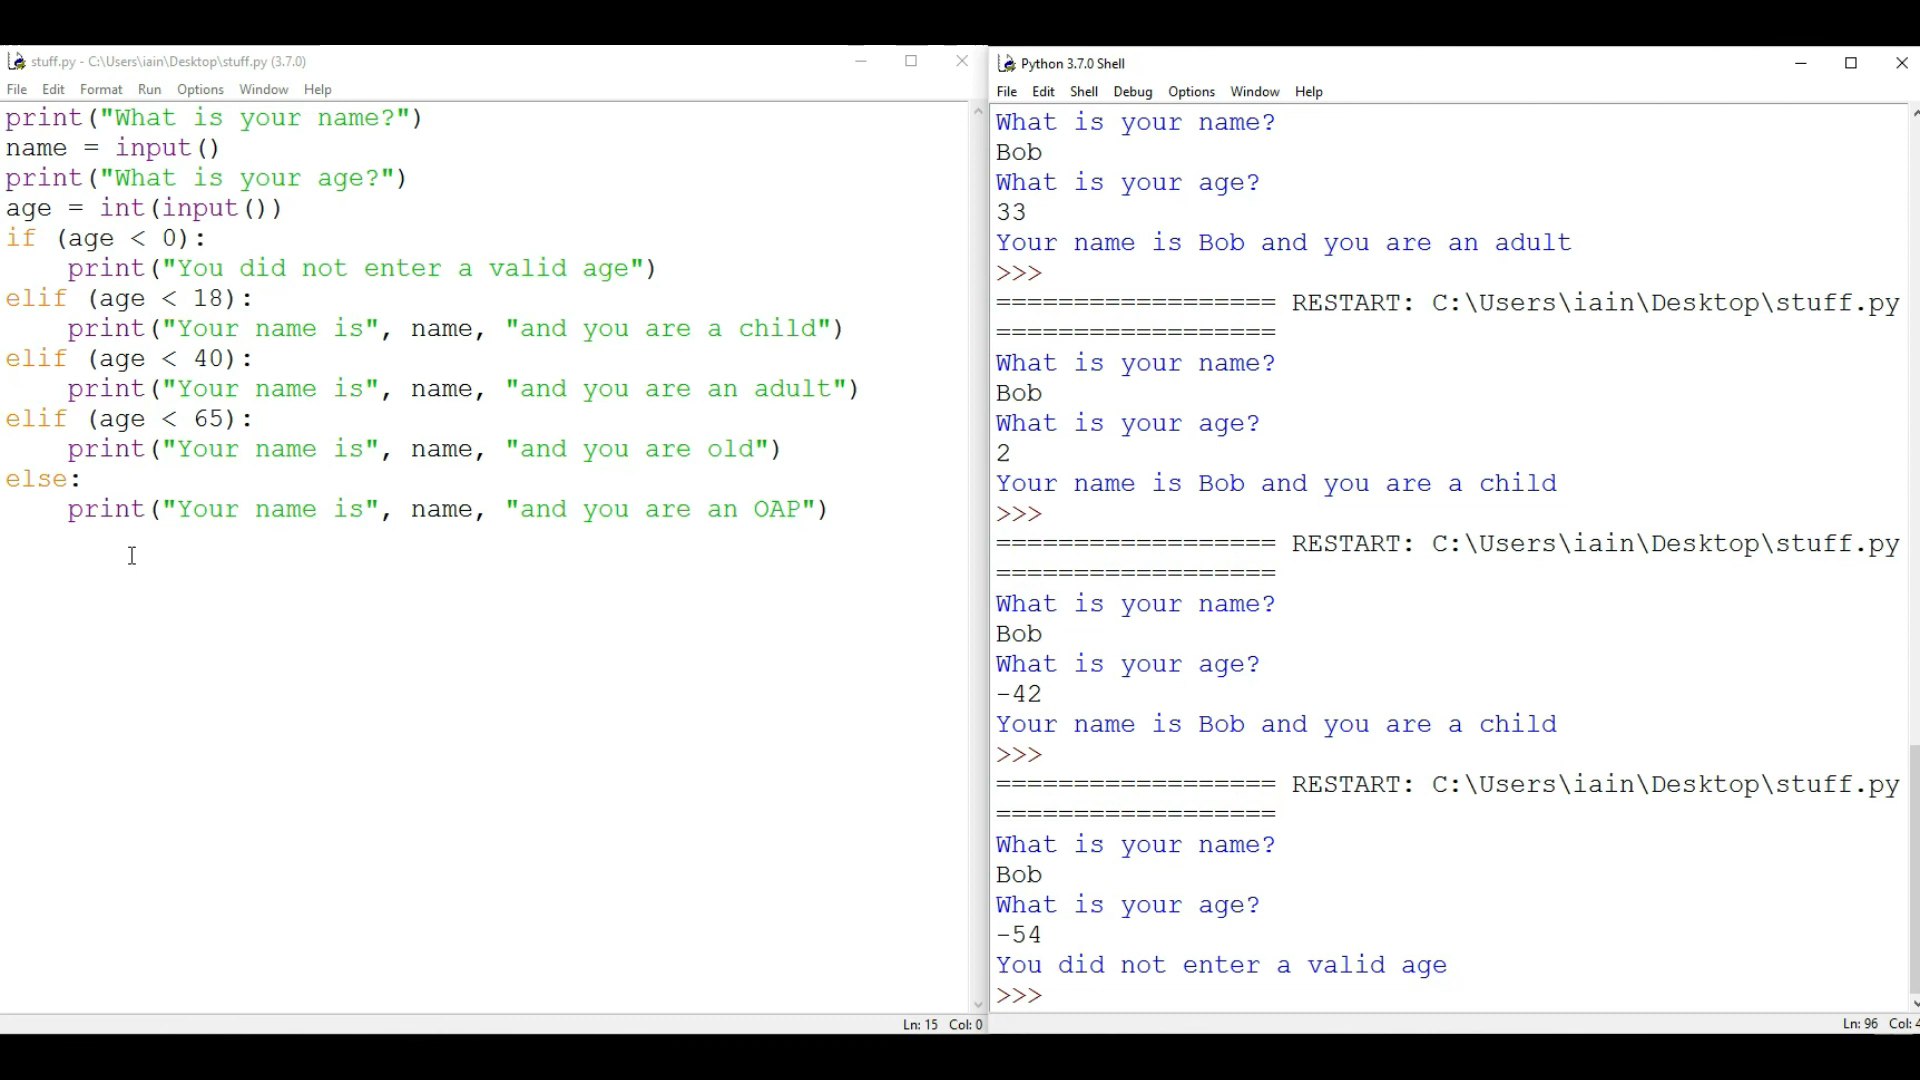 stuff.py - C:\Users\iain\Desktop\stuff.py (3.7.0)
File Edit Format Run Options Window Help
print("What is your name?")
name = input()
print("What is your age?")
age = int(input())
if (age < 0):
    print("You did not enter a valid age")
elif (age < 18):
    print("Your name is", name, "and you are a child")
elif (age < 40):
    print("Your name is", name, "and you are an adult")
elif (age < 65):
    print("Your name is", name, "and you are old")
else:
    print("Your name is", name, "and you are an OAP")
Ln: 15 Col: 0
Python 3.7.0 Shell
File Edit Shell Debug Options Window Help
What is your name?
Bob
What is your age?
33
Your name is Bob and you are an adult
>>>
================== RESTART: C:\Users\iain\Desktop\stuff.py
==================
What is your name?
Bob
What is your age?
2
Your name is Bob and you are a child
>>>
================== RESTART: C:\Users\iain\Desktop\stuff.py
==================
What is your name?
Bob
What is your age?
-42
Your name is Bob and you are a child
>>>
================== RESTART: C:\Users\iain\Desktop\stuff.py
==================
What is your name?
Bob
What is your age?
-54
You did not enter a valid age
>>>
Ln: 96 Col: 4